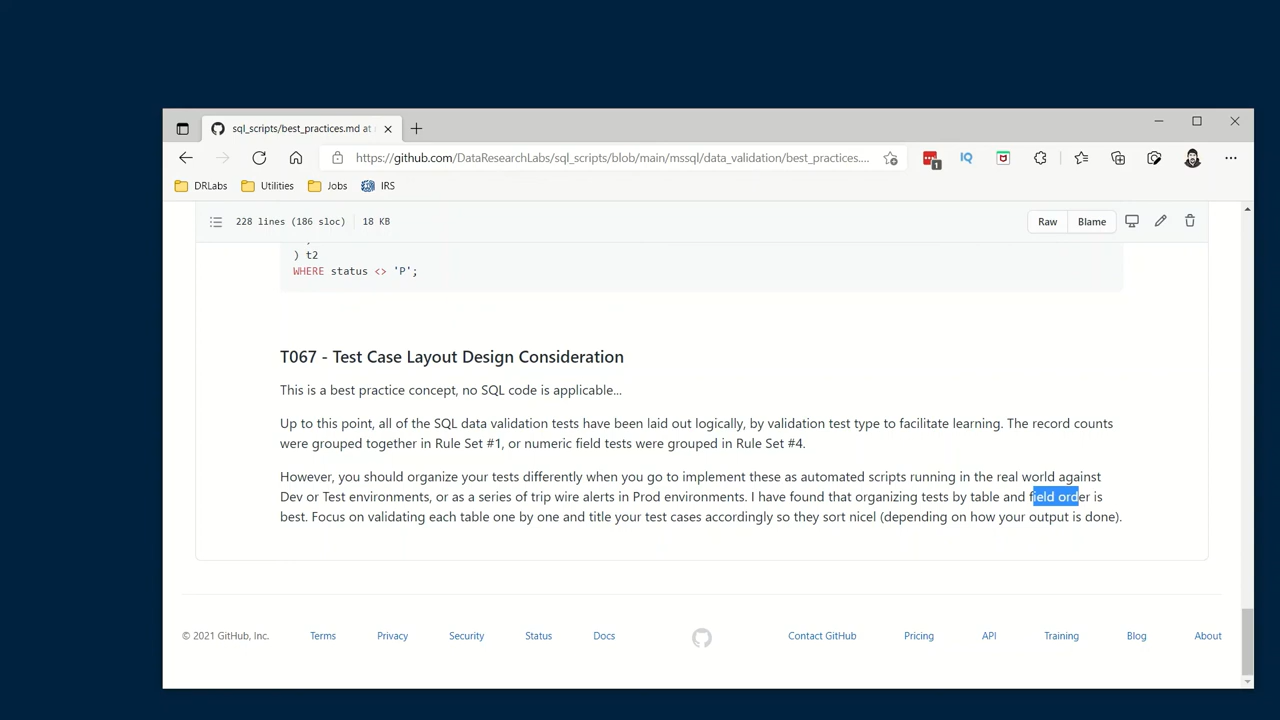 sql_scripts/best_practices.md at
https://github.com/DataResearchLabs/sql_scripts/blob/main/mssql/data_validation/best_practices....
1
IQ
DRLabs
Utilities
Jobs
IRS
228 lines (186 sloc)
18 KB
Raw
Blame
) t2
WHERE status <> 'P';
T067 - Test Case Layout Design Consideration
This is a best practice concept, no SQL code is applicable...
Up to this point, all of the SQL data validation tests have been laid out logically, by validation test type to facilitate learning. The record counts
were grouped together in Rule Set #1, or numeric field tests were grouped in Rule Set #4.
However, you should organize your tests differently when you go to implement these as automated scripts running in the real world against
Dev or Test environments, or as a series of trip wire alerts in Prod environments. I have found that organizing tests by table and field order is
best. Focus on validating each table one by one and title your test cases accordingly so they sort nicel (depending on how your output is done).
© 2021 GitHub, Inc.
Terms
Privacy
Security
Status
Docs
Contact GitHub
Pricing
API
Training
Blog
About